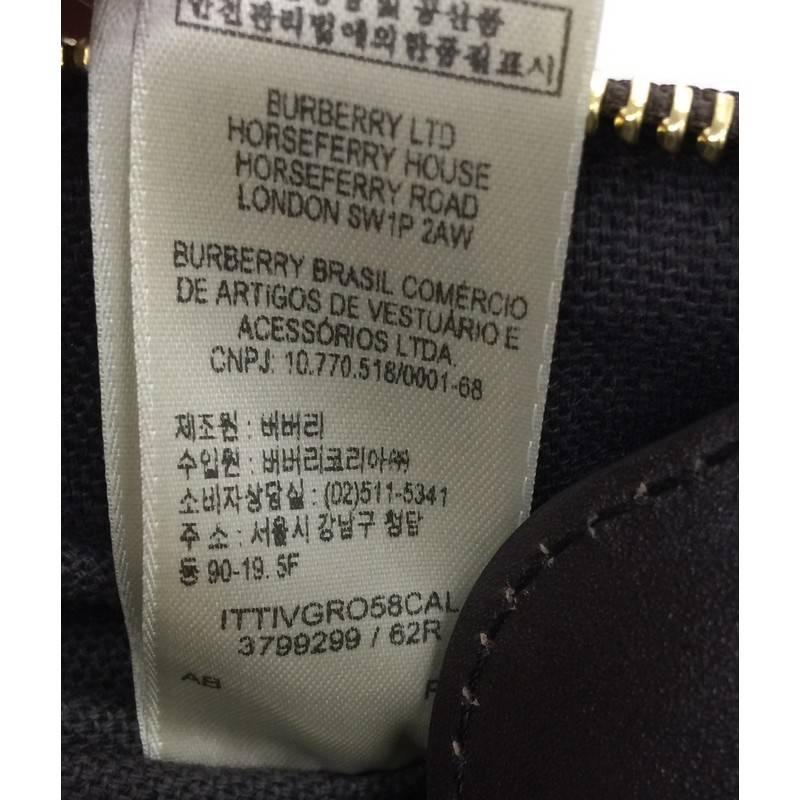 안전관리법에의한품질표시
BURBERRY LTD
HORSEFERRY HOUSE
HORSEFERRY ROAD
LONDON SW1P 2AW
BURBERRY BRASIL COMÉRCIO
DE ARTIGOS DE VESTUÁRIO E
ACESSÓRIOS LTDA.
CNPJ: 10.770.518/0001-68
제조원 : 버버리
수입원 : 버버리코리아㈜
소비자상담실 : (02)511-5341
주 소 : 서울시 강남구 청담
동 90-19. 5F
ITTIVGRO58CAL
3799299 / 62R
AB